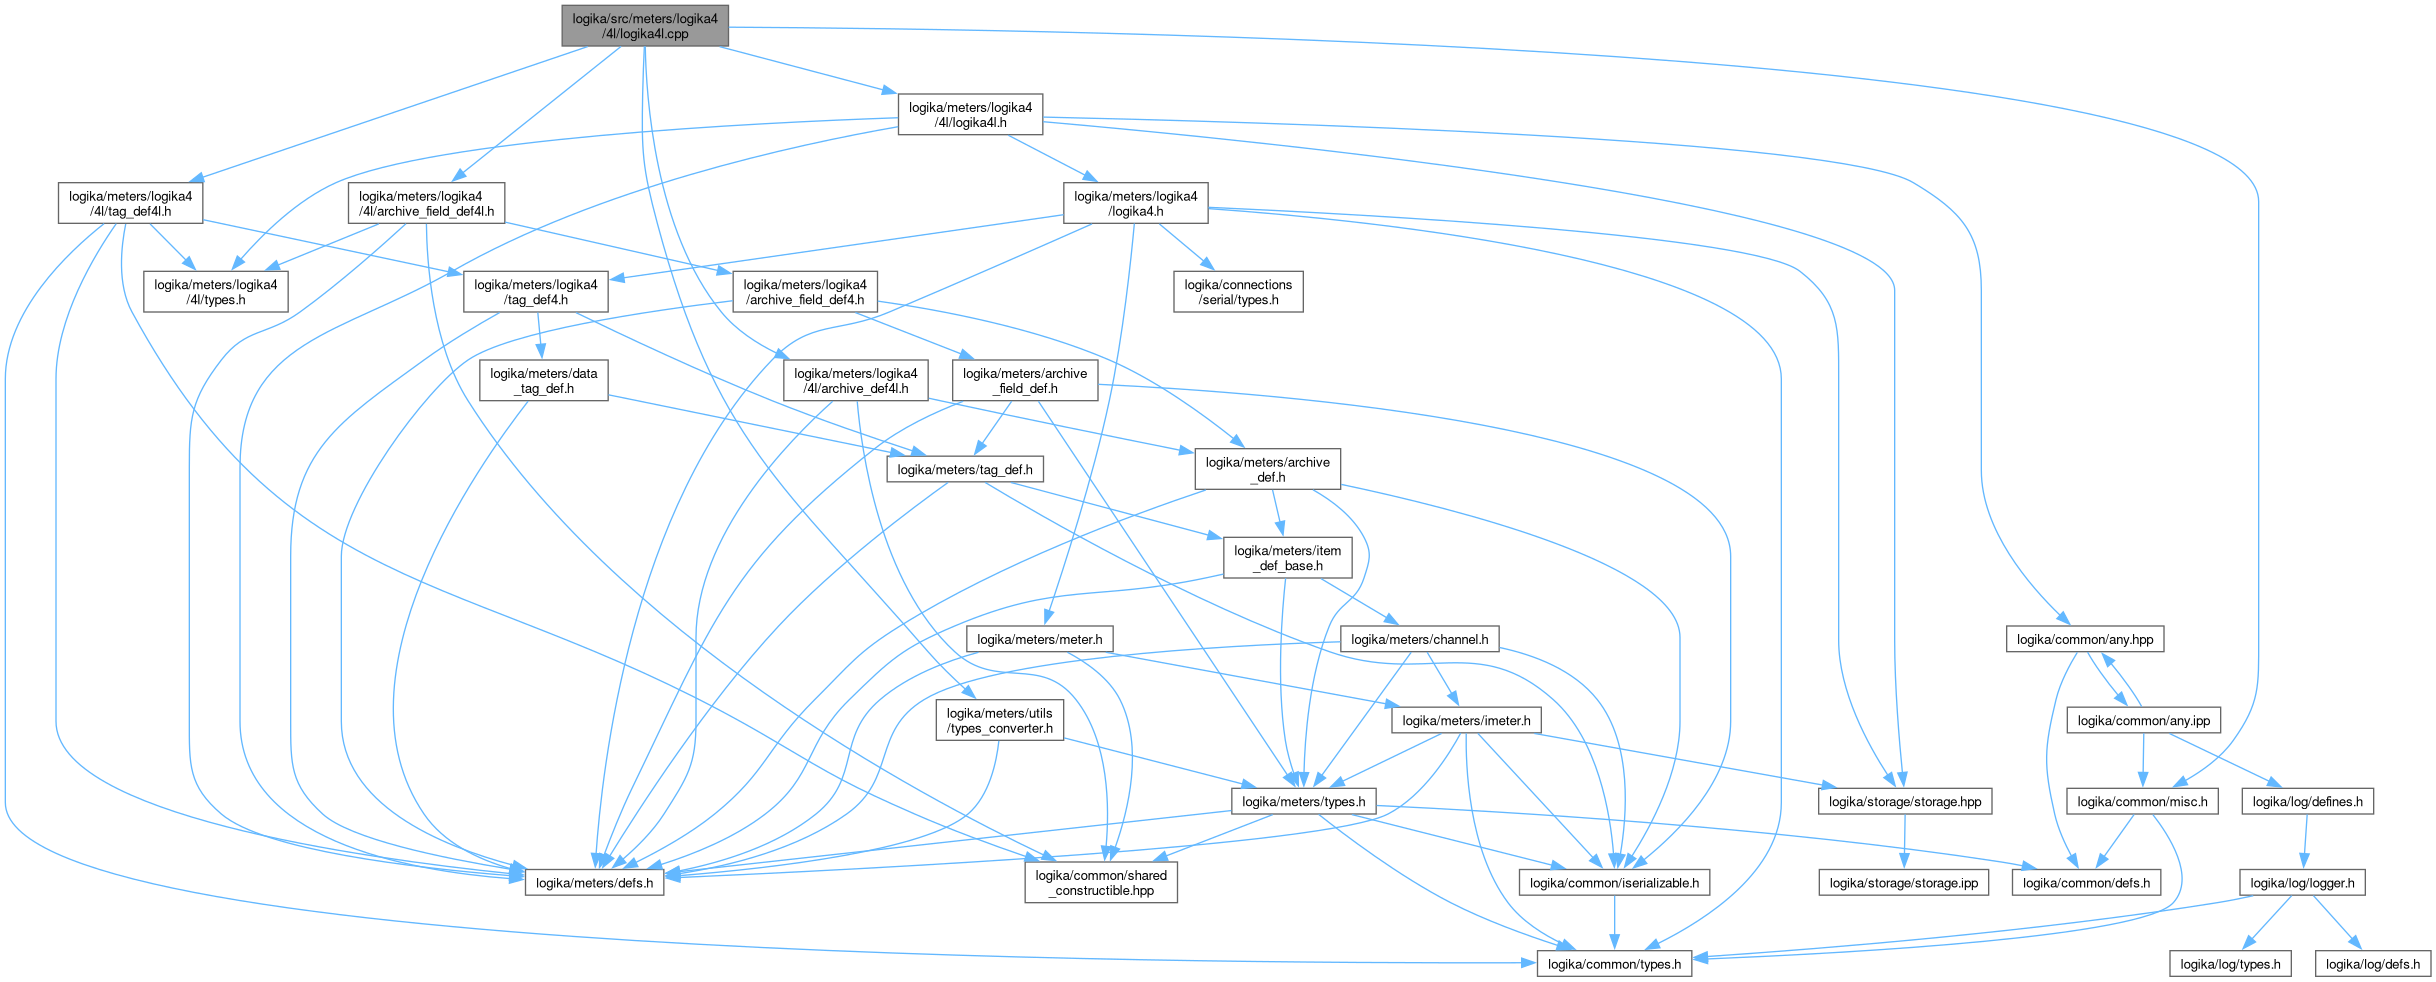 logika/src/meters/logika4
/4l/logika4l.cpp
logika/meters/logika4
/4l/logika4l.h
logika/meters/logika4
/4l/tag_def4l.h
logika/meters/logika4
/4l/archive_field_def4l.h
logika/meters/logika4
/logika4.h
logika/meters/logika4
/4l/types.h
logika/meters/logika4
/tag_def4.h
logika/meters/logika4
/archive_field_def4.h
logika/connections
/serial/types.h
logika/meters/data
_tag_def.h
logika/meters/logika4
/4l/archive_def4l.h
logika/meters/archive
_field_def.h
logika/meters/tag_def.h
logika/meters/archive
_def.h
logika/meters/item
_def_base.h
logika/meters/meter.h
logika/meters/channel.h
logika/common/any.hpp
logika/meters/utils
/types_converter.h
logika/meters/imeter.h
logika/common/any.ipp
logika/meters/types.h
logika/storage/storage.hpp
logika/common/misc.h
logika/log/defines.h
logika/meters/defs.h
logika/common/shared
_constructible.hpp
logika/common/iserializable.h
logika/storage/storage.ipp
logika/common/defs.h
logika/log/logger.h
logika/common/types.h
logika/log/types.h
logika/log/defs.h